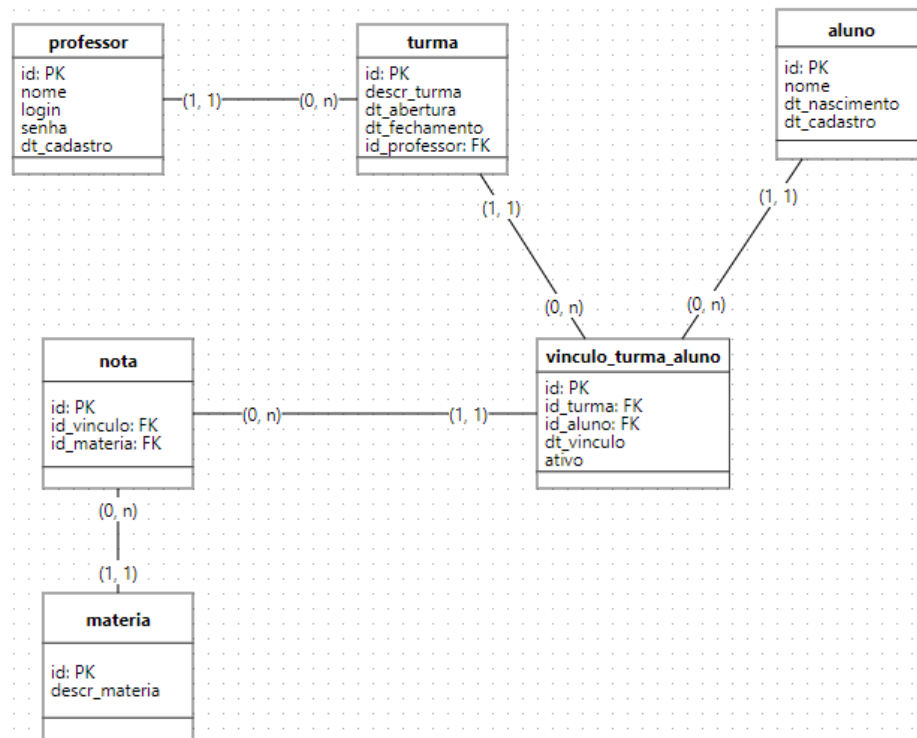 professor
id: PK
nome
login
senha
dt_cadastro
(1, 1)
(0, n)
turma
id: PK
descr_turma
dt_abertura
dt_fechamento
id_professor: FK
aluno
id: PK
nome
dt_nascimento
dt_cadastro
(1, 1)
(1, 1)
(0, n)
(0, n)
nota
id: PK
id_vinculo: FK
id_materia: FK
(0, n)
(1, 1)
vinculo_turma_aluno
id: PK
id_turma: FK
id_aluno: FK
dt_vinculo
ativo
(0, n)
(1, 1)
materia
id: PK
descr_materia